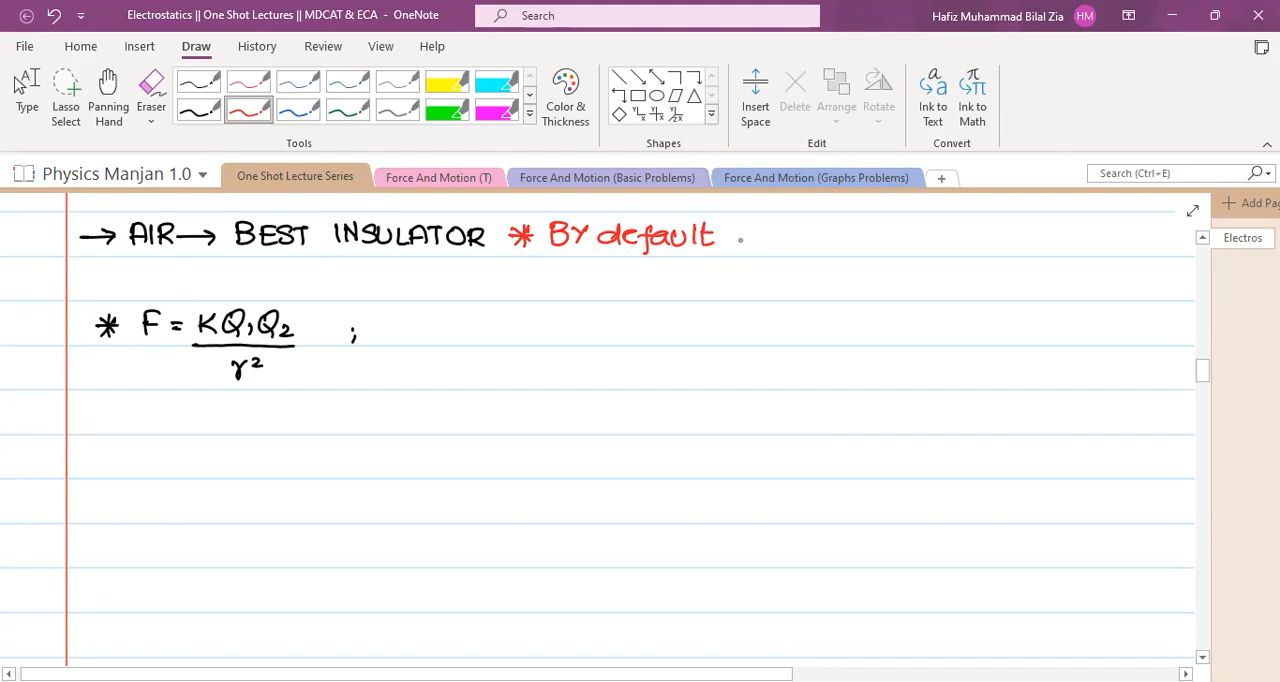 Electrostatics || One Shot Lectures || MDCAT & ECA - OneNote
Search
Hafiz Muhammad Bilal Zia HM
File Home Insert Draw History Review View Help
Type
Lasso Select
Panning Hand
Eraser
Color & Thickness
Insert Space
Delete
Arrange
Rotate
Ink to Text
Ink to Math
Tools Shapes Edit Convert
Physics Manjan 1.0
One Shot Lecture Series
Force And Motion (T)
Force And Motion (Basic Problems)
Force And Motion (Graphs Problems)
Search (Ctrl+E)
Add Pag
Electros
→ AIR → BEST INSULATOR * By default .
* F = KQ₁Q₂ ;
r²